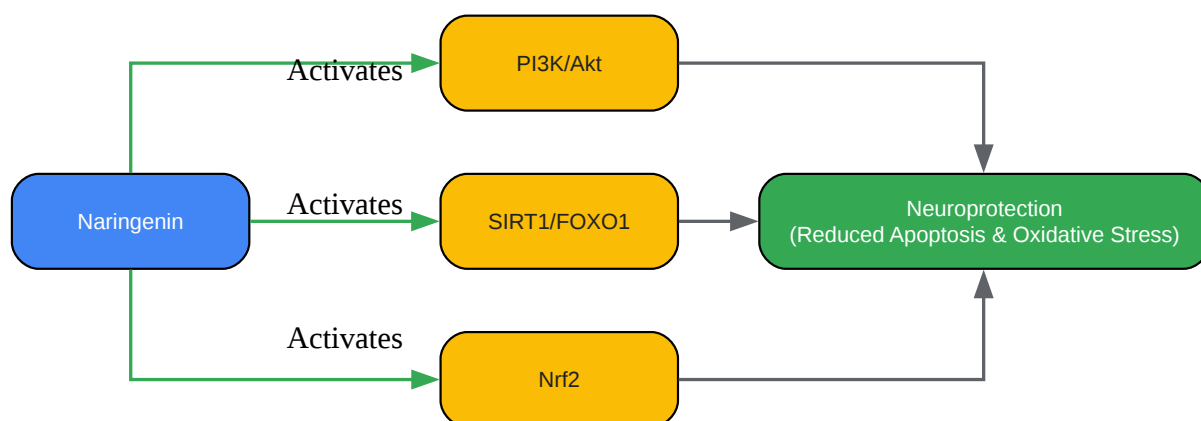 PI3K/Akt
Activates
Naringenin
Activates
SIRT1/FOXO1
Neuroprotection
(Reduced Apoptosis & Oxidative Stress)
Activates
Nrf2